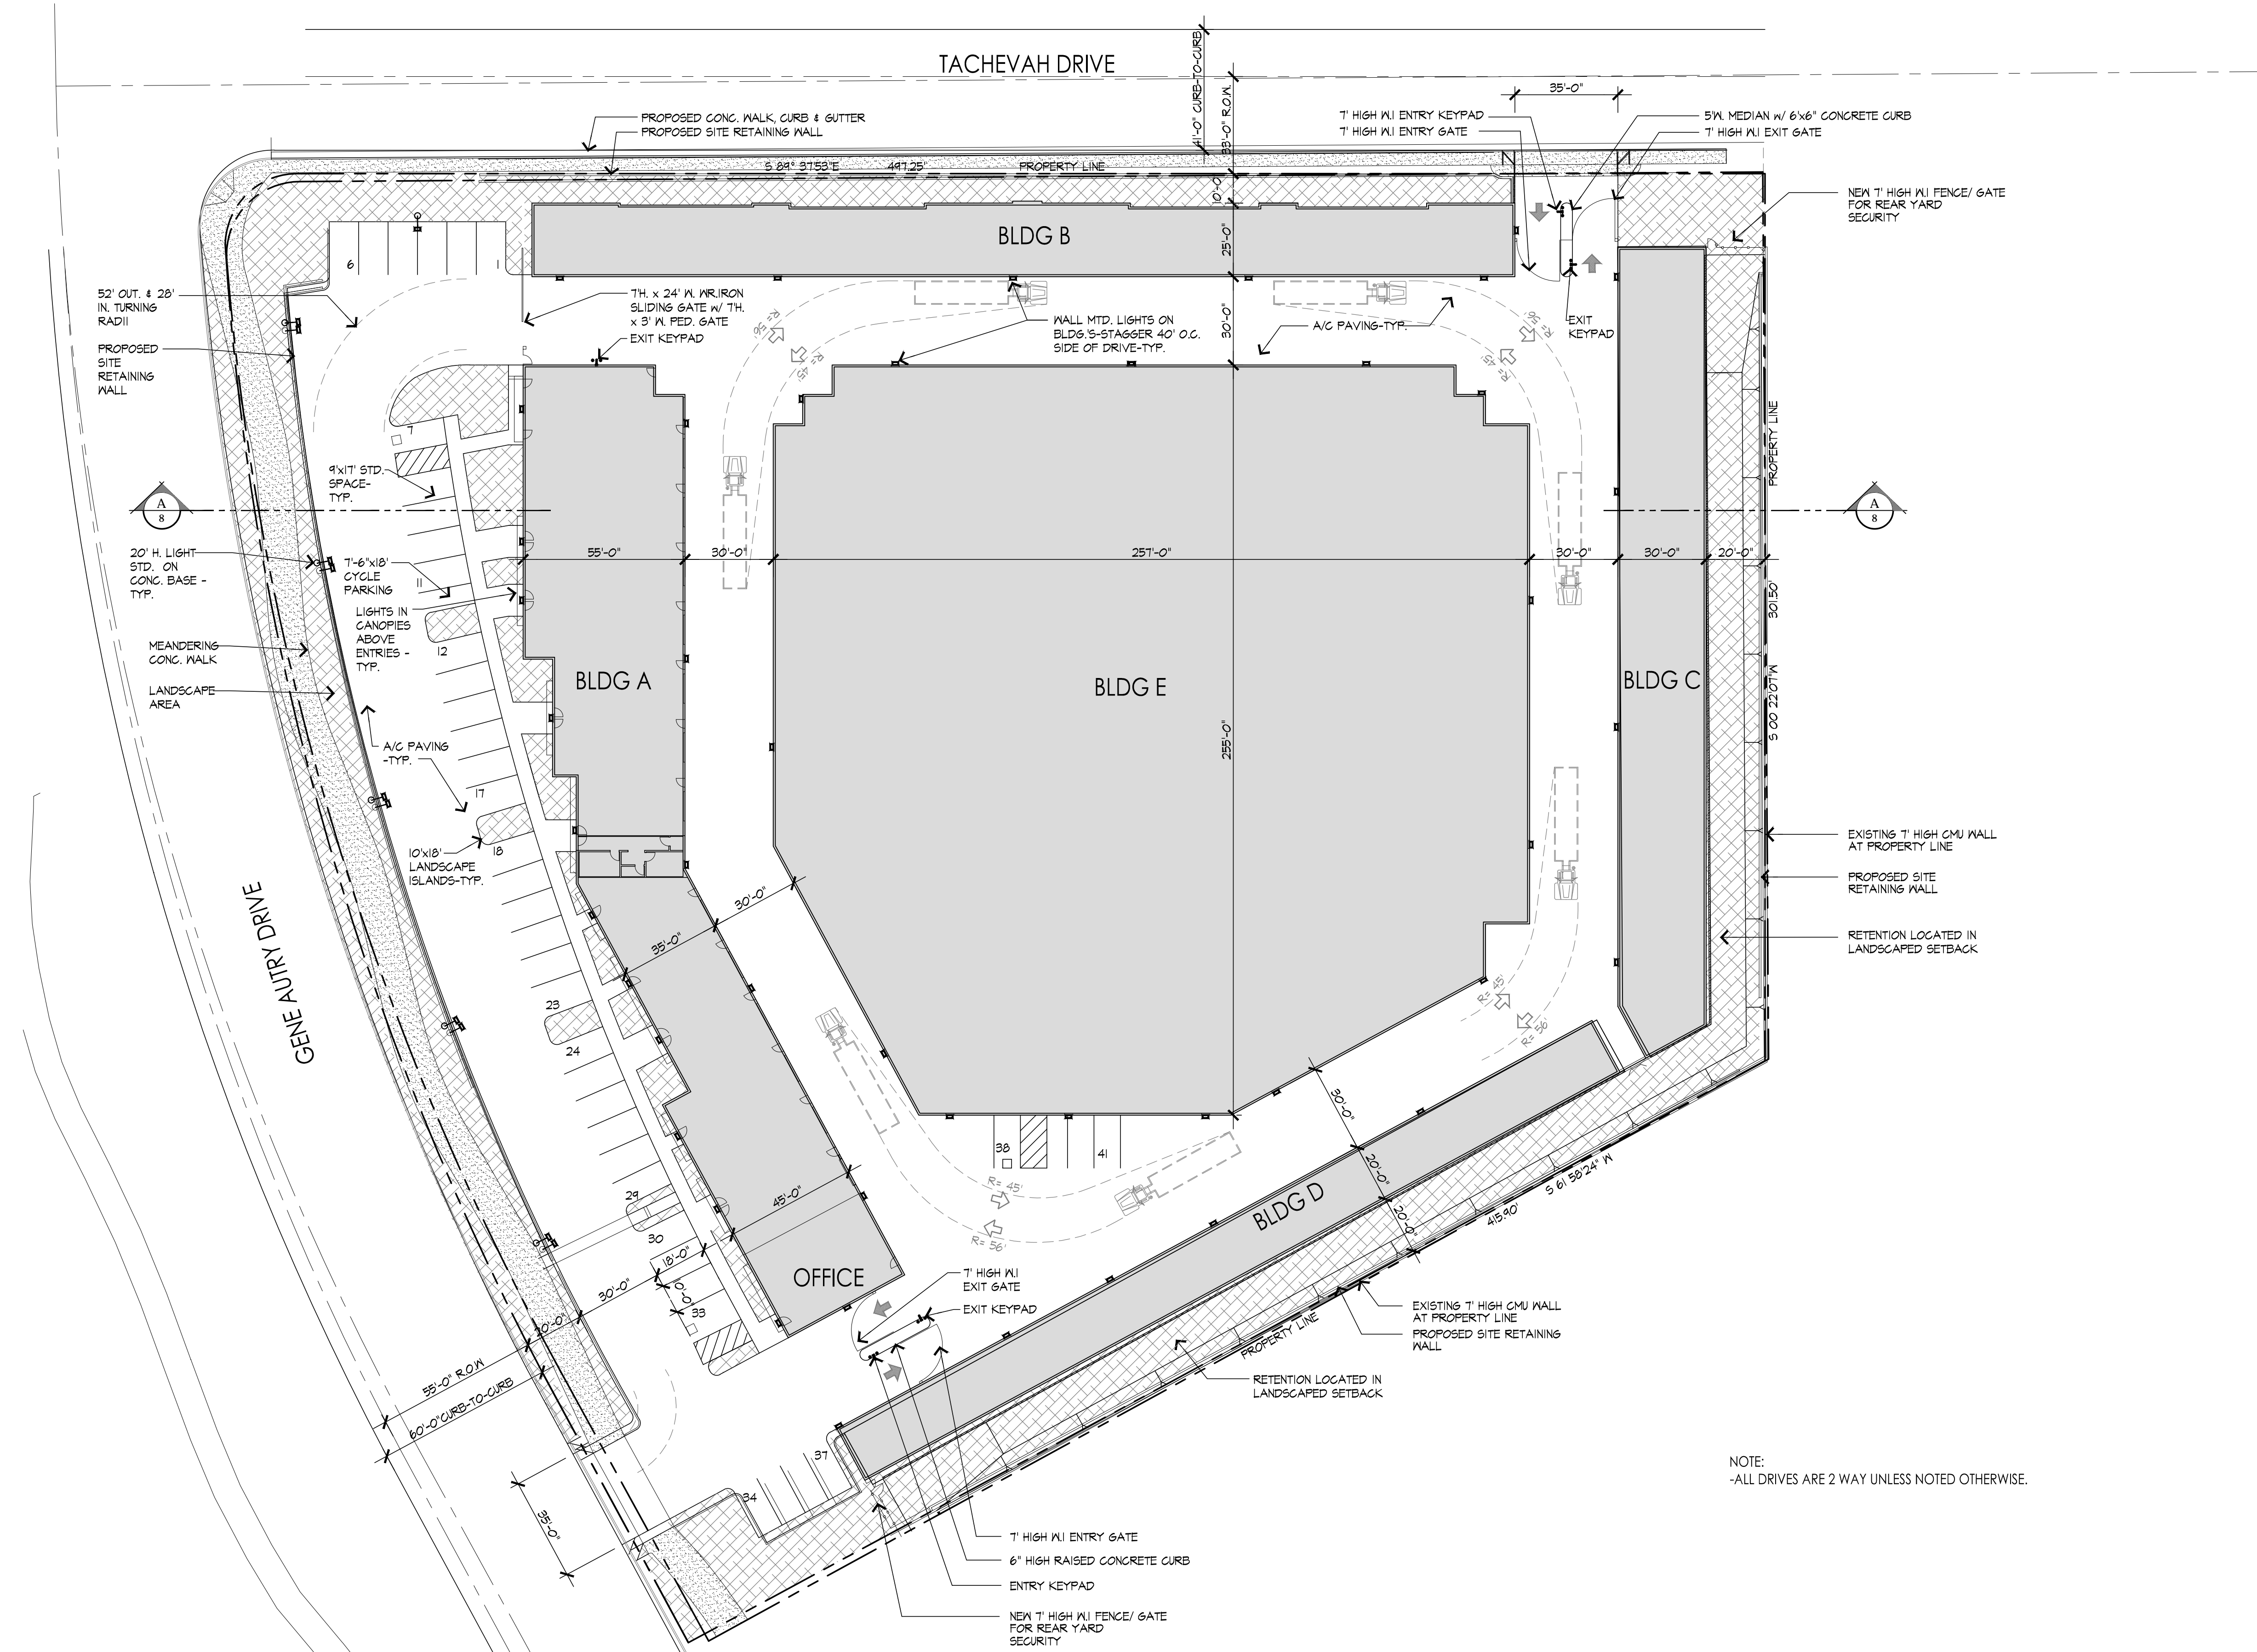 TACHEVAH DRIVE
41'-0" CURB-TO-CURB
33'-0" R.O.W.
35'-0"
PROPOSED CONC. WALK, CURB & GUTTER
PROPOSED SITE RETAINING WALL
7' HIGH W.I ENTRY KEYPAD
7' HIGH W.I ENTRY GATE
5'W. MEDIAN w/ 6'x6" CONCRETE CURB
7' HIGH W.I EXIT GATE
S 89° 37'53"E 497.25' PROPERTY LINE
10'-0"
NEW 7' HIGH W.I FENCE/ GATE
FOR REAR YARD
SECURITY
BLDG B
25'-0"
6
1
52' OUT. & 28'
IN. TURNING
RADII
7'H. x 24' W. WR.IRON
SLIDING GATE w/ 7'H.
x 3' W. PED. GATE
EXIT KEYPAD
R= 56'
R= 45'
WALL MTD. LIGHTS ON
BLDG.'S-STAGGER 40' O.C.
SIDE OF DRIVE-TYP.
30'-0"
A/C PAVING-TYP.
R= 56'
R= 45'
EXIT
KEYPAD
PROPOSED
SITE
RETAINING
WALL
7
9'x17' STD.
SPACE-
TYP.
PROPERTY LINE
A
8
A
8
20' H. LIGHT
STD. ON
CONC. BASE -
TYP.
7'-6"x18'
CYCLE
PARKING
11
55'-0"
30'-0"
257'-0"
30'-0"
30'-0"
20'-0"
301.50'
LIGHTS IN
CANOPIES
ABOVE
ENTRIES -
TYP.
12
MEANDERING
CONC. WALK
LANDSCAPE
AREA
BLDG A
BLDG E
BLDG C
S 00 22'07"W
255'-0"
A/C PAVING
-TYP.
17
18
10'x18'
LANDSCAPE
ISLANDS-TYP.
EXISTING 7' HIGH CMU WALL
AT PROPERTY LINE
PROPOSED SITE
RETAINING WALL
RETENTION LOCATED IN
LANDSCAPED SETBACK
GENE AUTRY DRIVE
30'-0"
35'-0"
23
24
R= 45'
R= 56'
30'-0"
38
41
20'-0"
20'-0"
S 61 58'24" W
415.90'
BLDG D
R= 45'
R= 56'
29
30
45'-0"
18'-0"
10'-0"
33
30'-0"
20'-0"
OFFICE
7' HIGH W.I
EXIT GATE
EXIT KEYPAD
EXISTING 7' HIGH CMU WALL
AT PROPERTY LINE
PROPOSED SITE RETAINING
WALL
PROPERTY LINE
RETENTION LOCATED IN
LANDSCAPED SETBACK
55'-0" R.O.W
60'-0"CURB-TO-CURB
35'-0"
34
37
NOTE:
-ALL DRIVES ARE 2 WAY UNLESS NOTED OTHERWISE.
7' HIGH W.I ENTRY GATE
6" HIGH RAISED CONCRETE CURB
ENTRY KEYPAD
NEW 7' HIGH W.I FENCE/ GATE
FOR REAR YARD
SECURITY